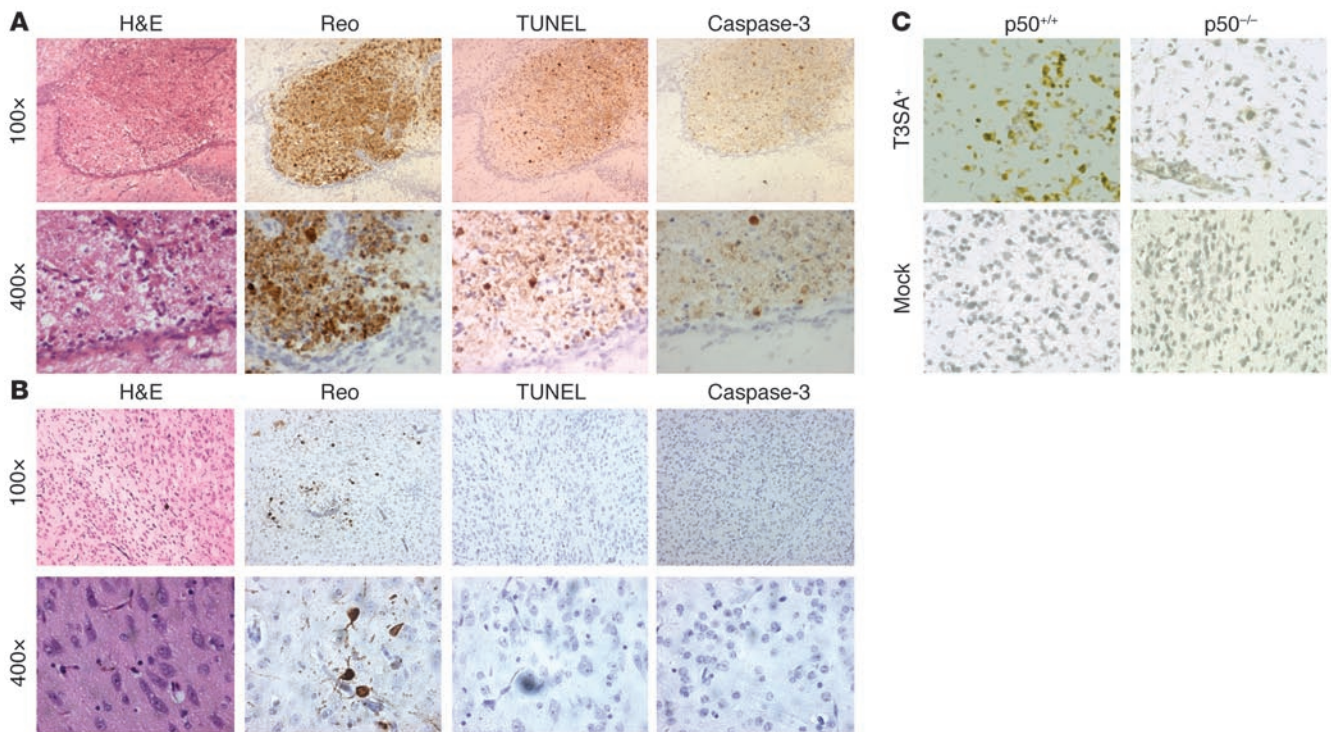 A
H&E Reo TUNEL Caspase-3
100×
400×
B
H&E Reo TUNEL Caspase-3
100×
400×
C
p50+/+ p50–/–
T3SA+
Mock